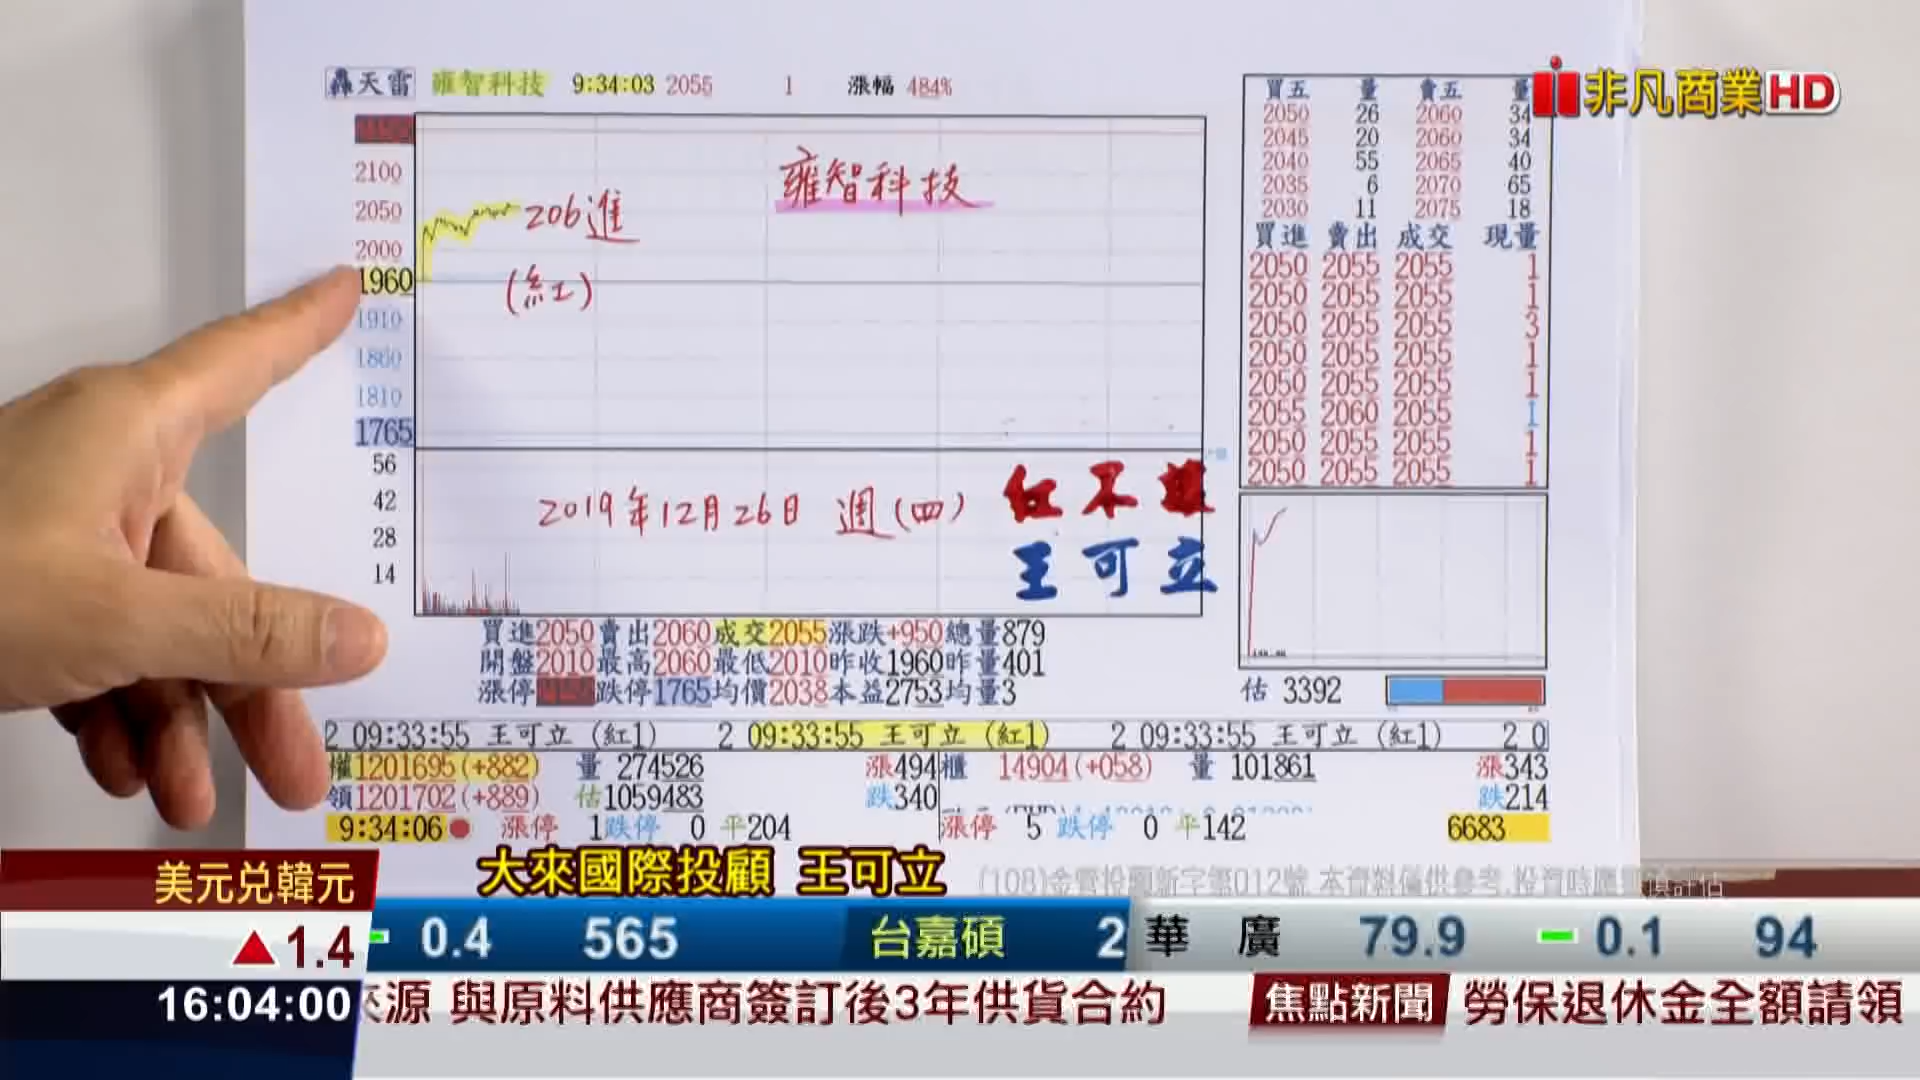 轟天雷 雍智科技 9:34:03 2055 1 漲幅 484%
非凡商業HD
2100
2050
2000
1960
1910
1860
1810
1765
56
42
28
14
雍智科技
206進
(紅)
2019年12月26日 週(四)
紅不讓
王可立
買五 量 賣五 量
2050 26 2060 34
2045 20 2060 34
2040 55 2065 40
2035 6 2070 65
2030 11 2075 18
買進 賣出 成交 現量
2050 2055 2055 1
2050 2055 2055 1
2050 2055 2055 3
2050 2055 2055 1
2050 2055 2055 1
2055 2060 2055 1
2050 2055 2055 1
2050 2055 2055 1
買進2050賣出2060成交2055漲跌+950總量879
開盤2010最高2060最低2010昨收1960昨量401
漲停 跌停1765均價2038本益2753均量3
估 3392
2 09:33:55 王可立 (紅1) 2 09:33:55 王可立 (紅1) 2 09:33:55 王可立 (紅1) 2 0
權1201695(+882) 量 274526 漲494 櫃 14904(+058) 量 101861 漲343
領1201702(+889) 估1059483 跌340 跌214
9:34:06 漲停 1跌停 0 平204 漲停 5 跌停 0 平142 6683
大來國際投顧 王可立
美元兌韓元
▲1.4
0.4 565 台嘉碩 2 華 廣 79.9 0.1 94
16:04:00
源 與原料供應商簽訂後3年供貨合約 焦點新聞 勞保退休金全額請領